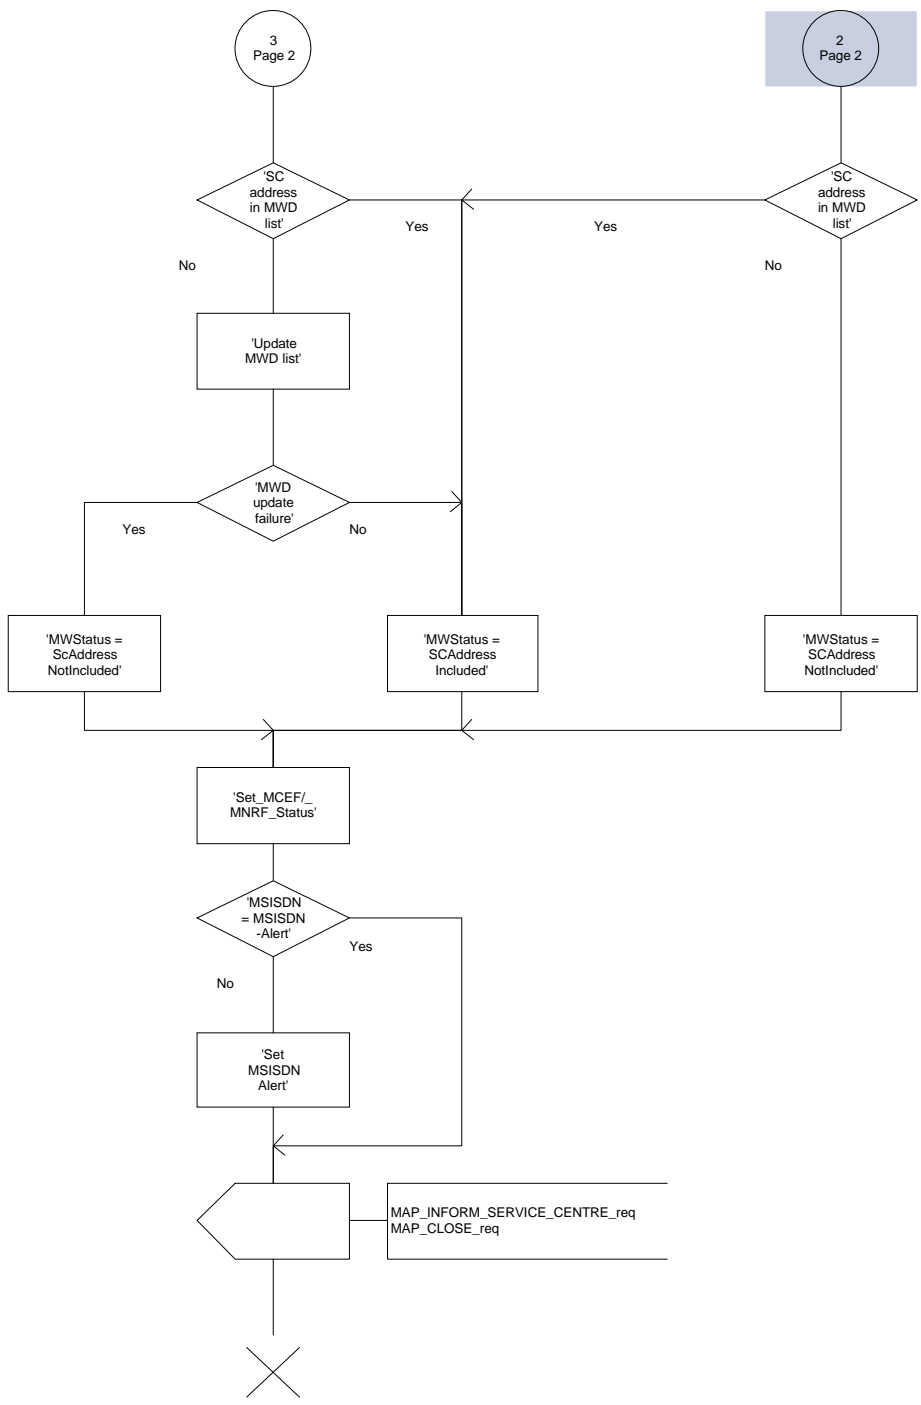 3
Page 2
2
Page 2
'SC
address
in MWD
list'
'SC
address
in MWD
list'
Yes
Yes
No
No
'Update
MWD list'
'MWD
update
failure'
Yes
No
'MWStatus =
ScAddress
NotIncluded'
'MWStatus =
SCAddress
Included'
'MWStatus =
SCAddress
NotIncluded'
'Set_MCEF/_
MNRF_Status'
'MSISDN
= MSISDN
-Alert'
Yes
No
'Set
MSISDN
Alert'
MAP_INFORM_SERVICE_CENTRE_req
MAP_CLOSE_req